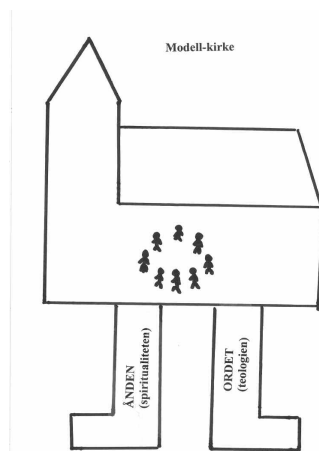 Modell-kirke
ÅNDEN
(spiritualiteten)
ORDET
(teologien)